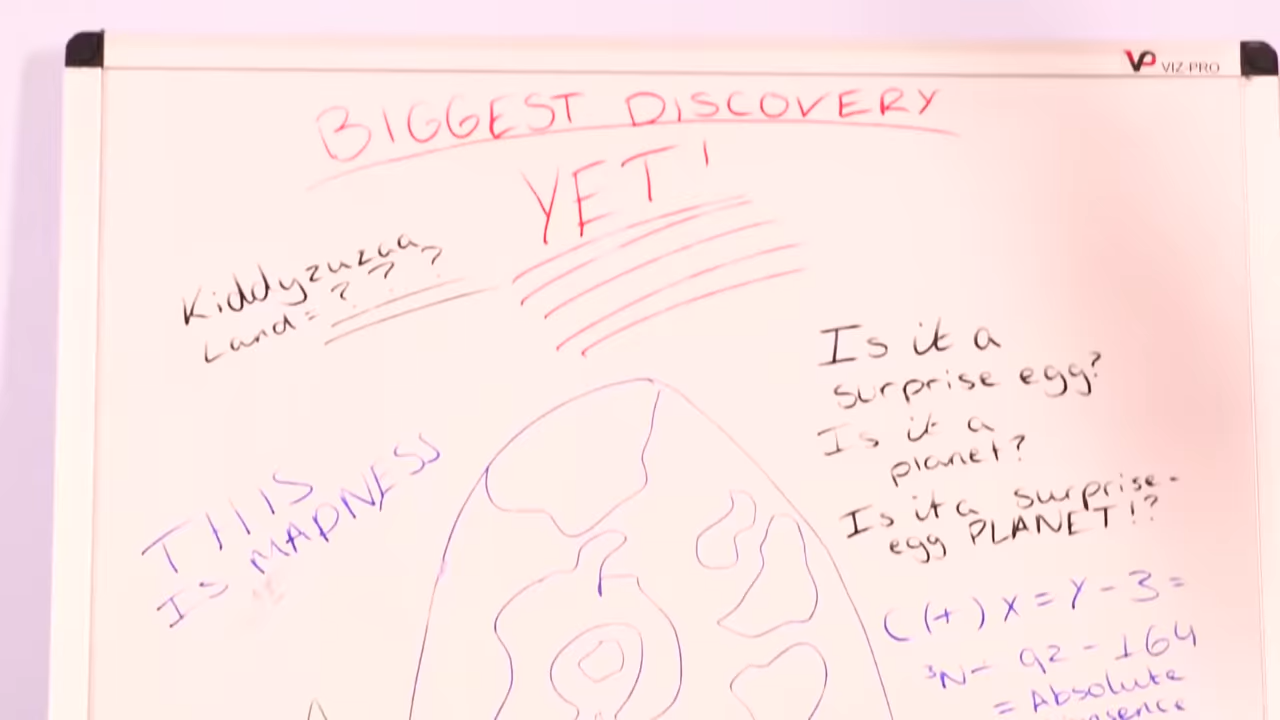 VP VIZ-PRO
BIGGEST DISCOVERY
YET!
Kiddyzuzaa
Land = ? ? ?
Is it a
surprise egg?
Is it a
planet?
Is it a surprise-
egg PLANET!?
THIS
IS MADNESS
C(+)X=Y-3=
³N- 92-164
= Absolute